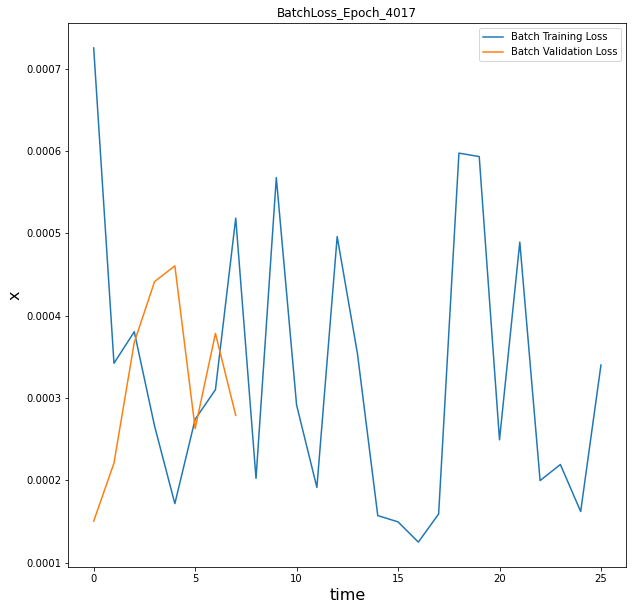 BatchLoss_Epoch_4017
Batch Training Loss
Batch Validation Loss
0.0007
0.0006
0.0005
0.0004
0.0003
0.0002
0.0001
x
0 5 10 15 20 25
time